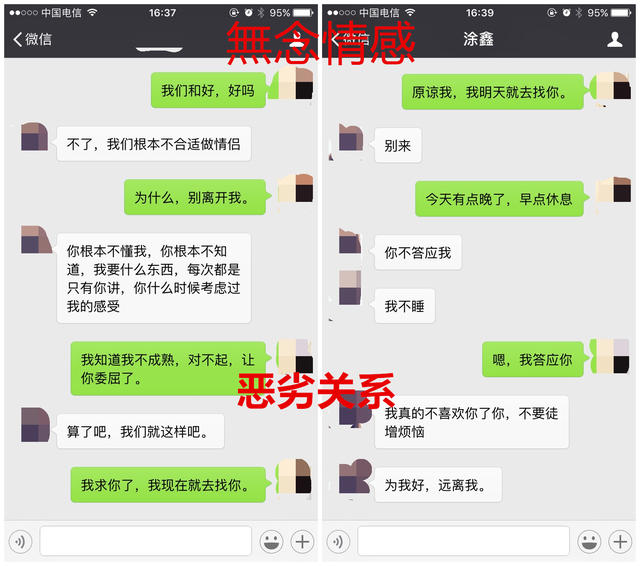 中国电信 16:37 95%
微信
我们和好，好吗
不了，我们根本不合适做情侣
为什么，别离开我。
你根本不懂我，你根本不知
道，我要什么东西，每次都是
只有你讲，你什么时候考虑过
我的感受
我知道我不成熟，对不起，让
你委屈了。
算了吧，我们就这样吧。
我求你了，我现在就去找你。
無念情感
恶劣关系
中国电信 16:39 95%
微信 涂鑫
原谅我，我明天就去找你。
别来
今天有点晚了，早点休息
你不答应我
我不睡
嗯，我答应你
我真的不喜欢你了你，不要徒
增烦恼
为我好，远离我。